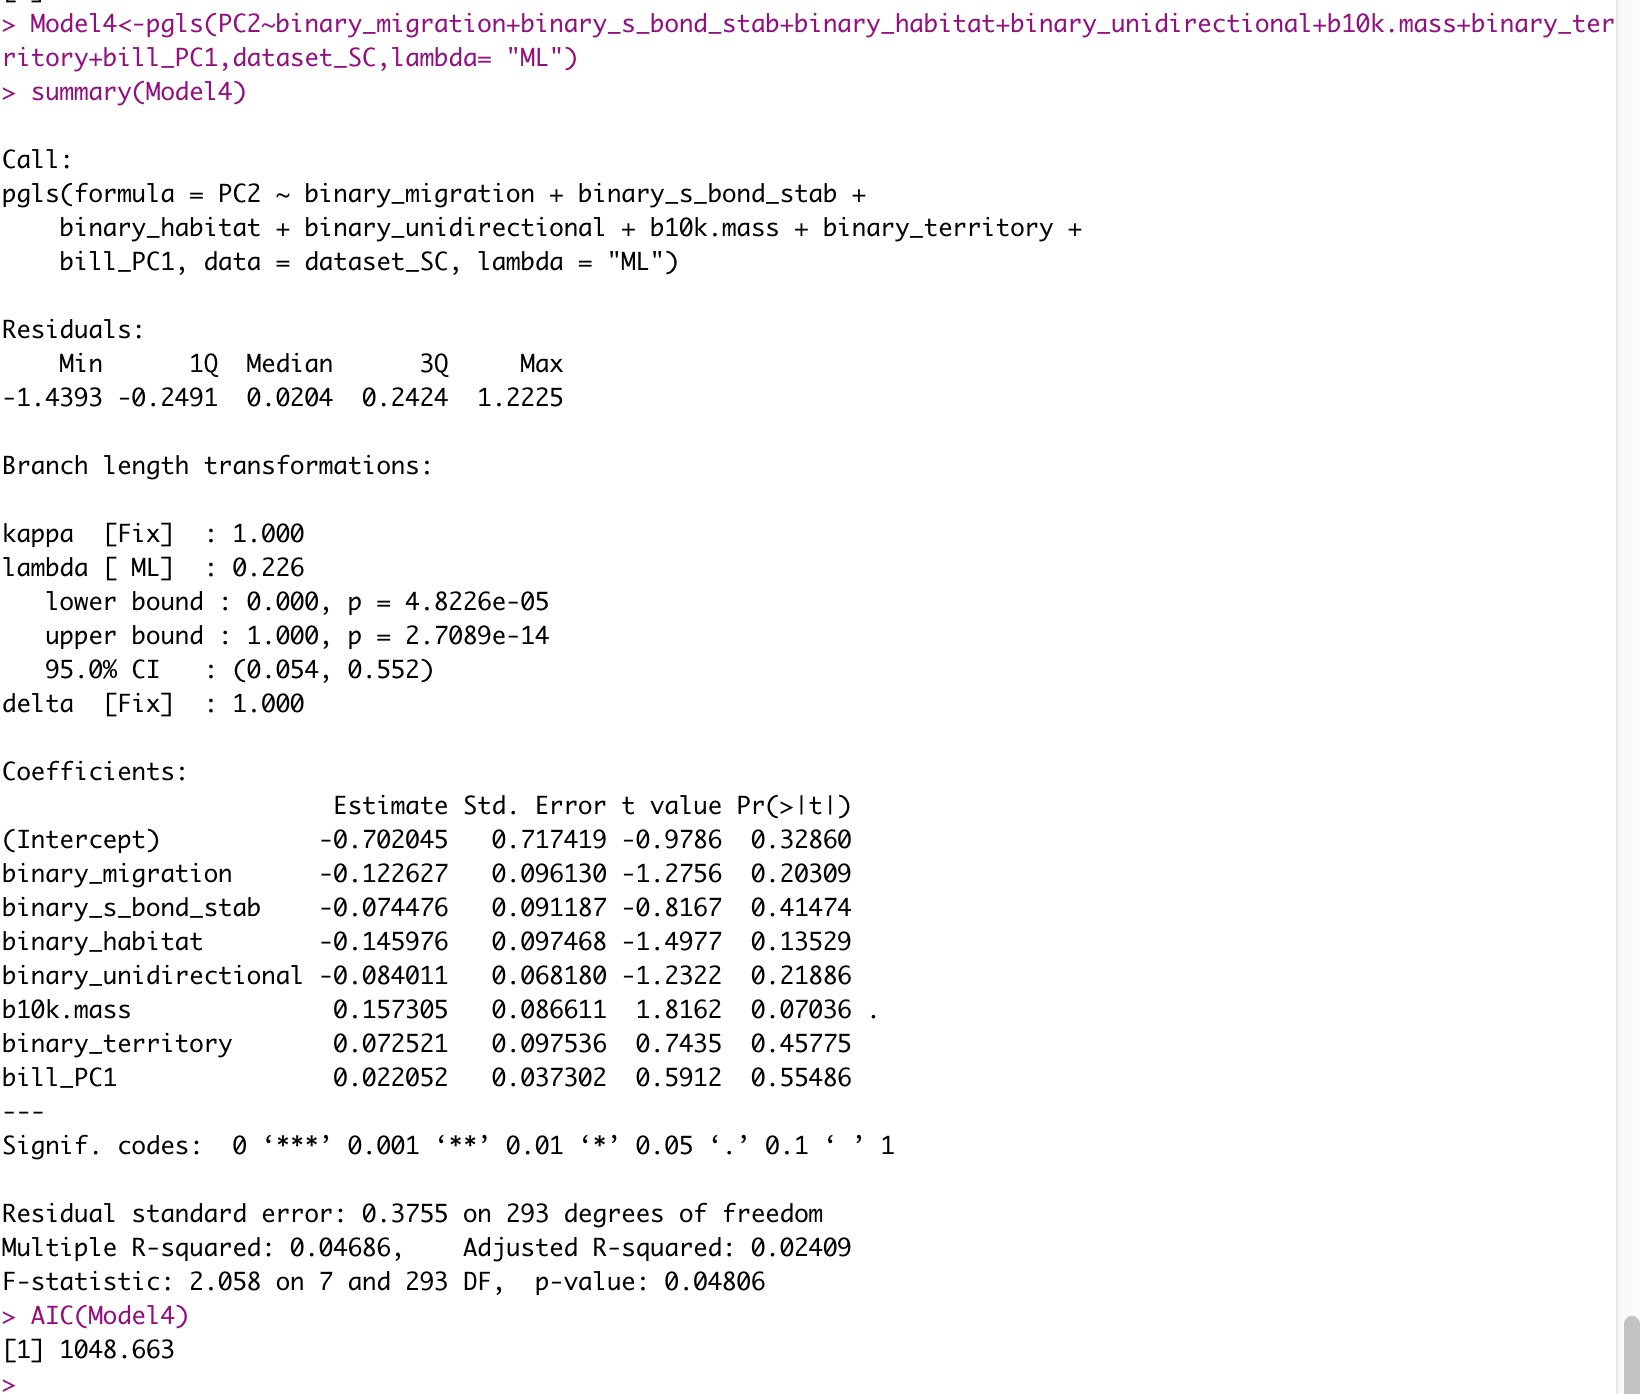 > Model4<-pgls(PC2~binary_migration+binary_s_bond_stab+binary_habitat+binary_unidirectional+b10k.mass+binary_ter
ritory+bill_PC1,dataset_SC,lambda= "ML")
> summary(Model4)
Call:
pgls(formula = PC2 ~ binary_migration + binary_s_bond_stab +
    binary_habitat + binary_unidirectional + b10k.mass + binary_territory +
    bill_PC1, data = dataset_SC, lambda = "ML")
Residuals:
    Min      1Q  Median      3Q     Max
-1.4393 -0.2491  0.0204  0.2424  1.2225
Branch length transformations:
kappa  [Fix]  : 1.000
lambda [ ML]  : 0.226
   lower bound : 0.000, p = 4.8226e-05
   upper bound : 1.000, p = 2.7089e-14
   95.0% CI   : (0.054, 0.552)
delta  [Fix]  : 1.000
Coefficients:
                       Estimate Std. Error t value Pr(>|t|)
(Intercept)           -0.702045   0.717419 -0.9786  0.32860
binary_migration      -0.122627   0.096130 -1.2756  0.20309
binary_s_bond_stab    -0.074476   0.091187 -0.8167  0.41474
binary_habitat        -0.145976   0.097468 -1.4977  0.13529
binary_unidirectional -0.084011   0.068180 -1.2322  0.21886
b10k.mass              0.157305   0.086611  1.8162  0.07036 .
binary_territory       0.072521   0.097536  0.7435  0.45775
bill_PC1               0.022052   0.037302  0.5912  0.55486
---
Signif. codes:  0 ‘***’ 0.001 ‘**’ 0.01 ‘*’ 0.05 ‘.’ 0.1 ‘ ’ 1
Residual standard error: 0.3755 on 293 degrees of freedom
Multiple R-squared: 0.04686,	Adjusted R-squared: 0.02409
F-statistic: 2.058 on 7 and 293 DF,  p-value: 0.04806
> AIC(Model4)
[1] 1048.663
>